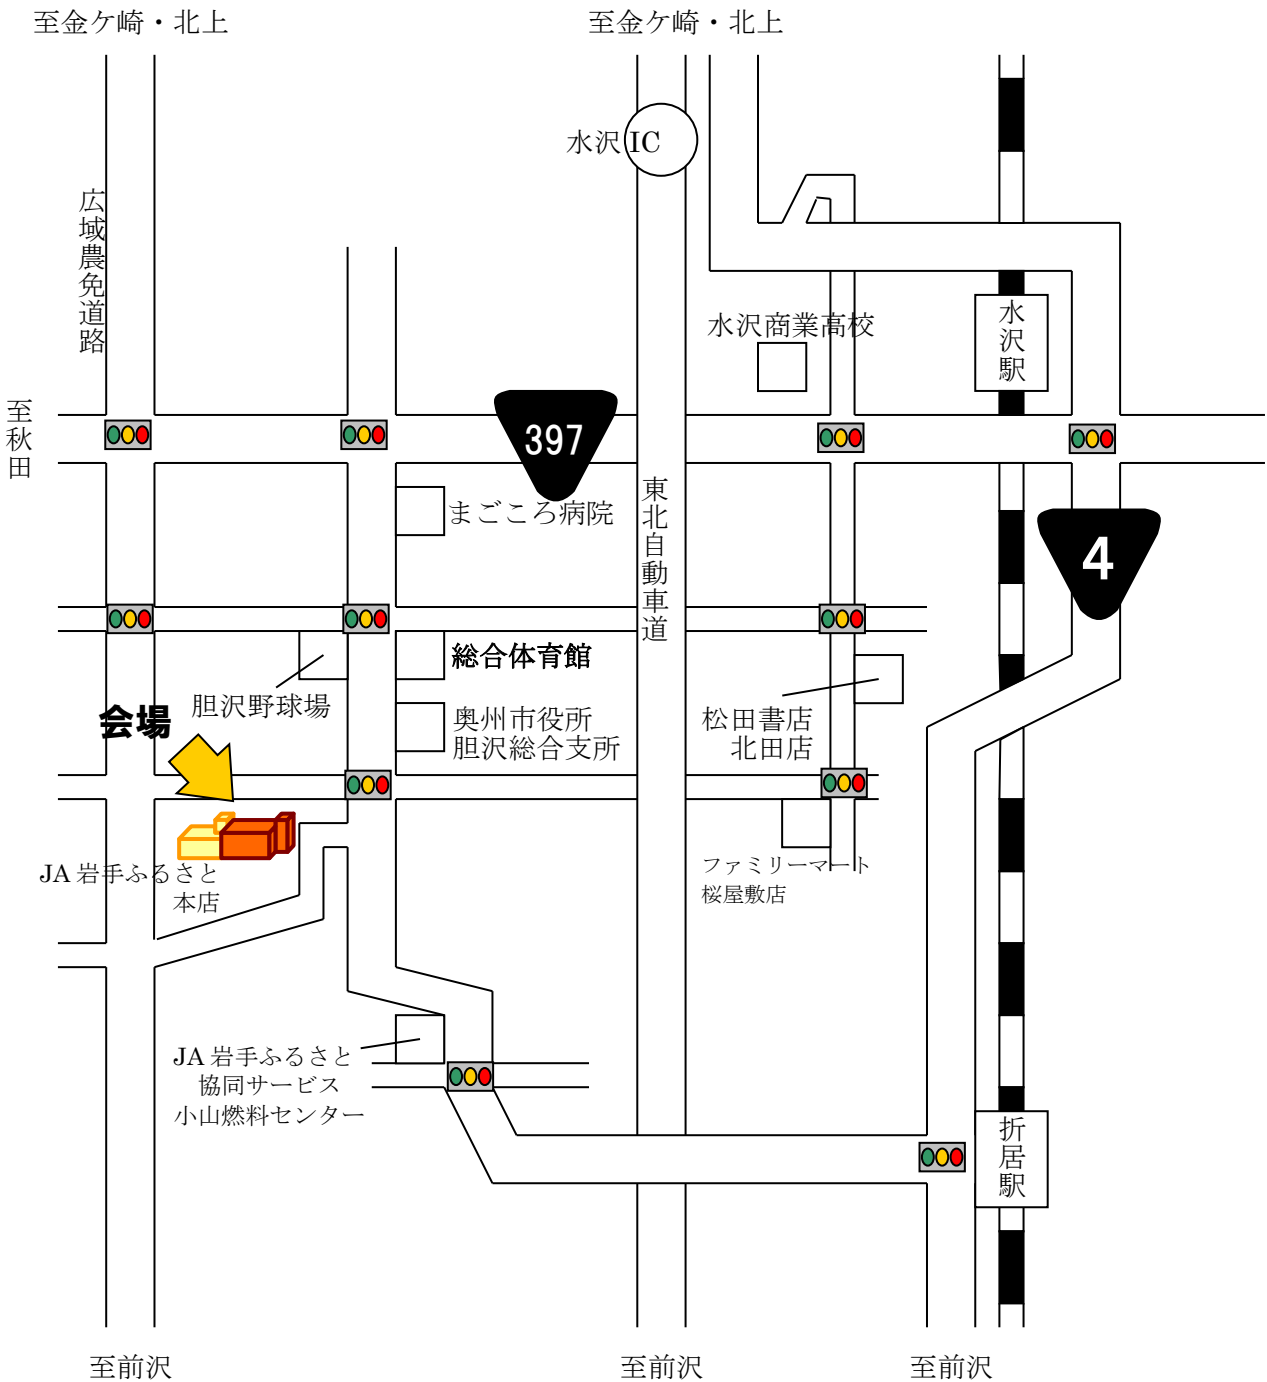 至金ケ崎・北上
至金ケ崎・北上
水沢 IC
広域農免道路
水沢商業高校
水沢駅
至秋田
397
まごころ病院
東北自動車道
4
総合体育館
胆沢野球場
会場
奥州市役所
胆沢総合支所
松田書店
北田店
JA 岩手ふるさと
本店
ファミリーマート
桜屋敷店
JA 岩手ふるさと
協同サービス
小山燃料センター
折居駅
至前沢
至前沢
至前沢